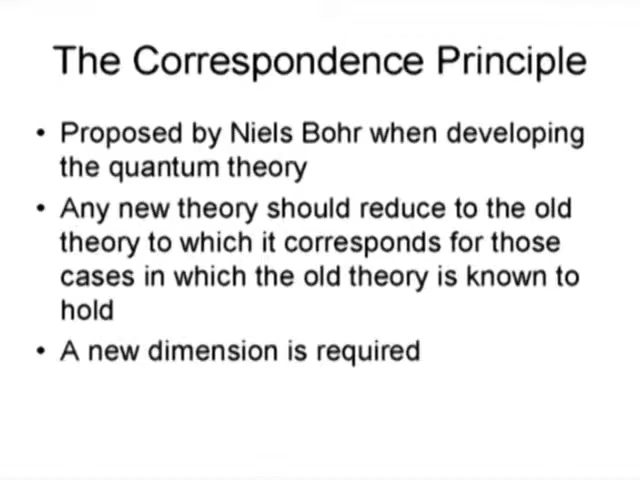 The Correspondence Principle
• Proposed by Niels Bohr when developing
the quantum theory
• Any new theory should reduce to the old
theory to which it corresponds for those
cases in which the old theory is known to
hold
• A new dimension is required